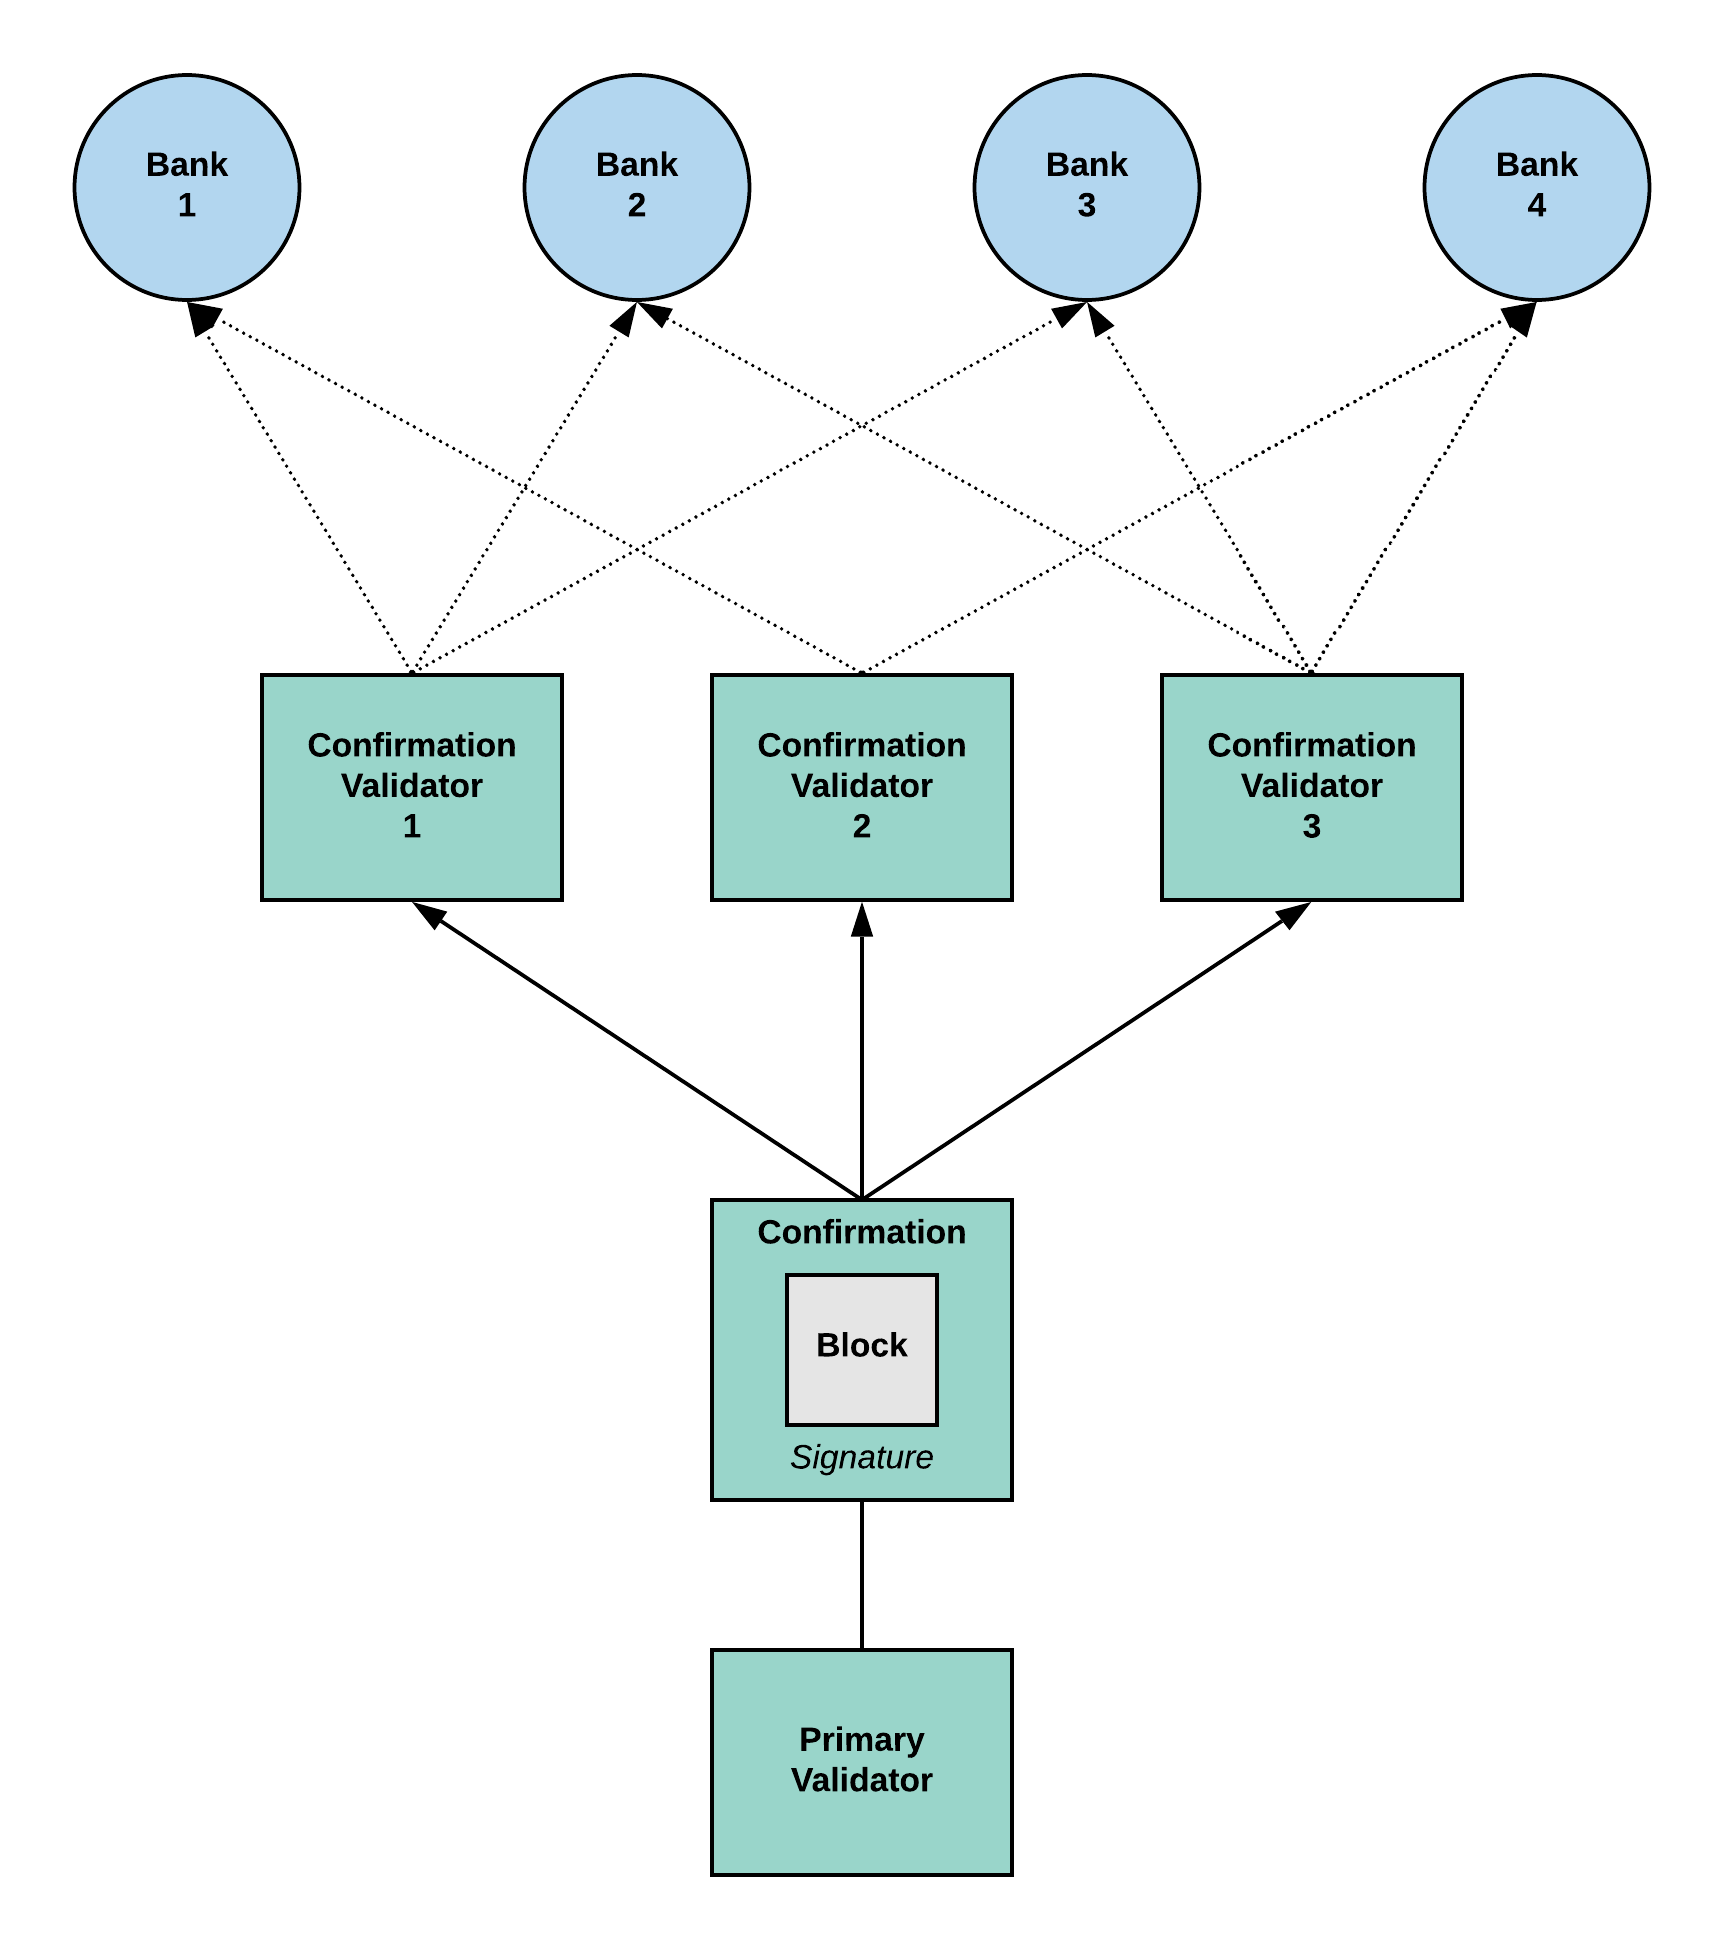 Bank
1
Bank
2
Bank
3
Bank
4
Confirmation
Validator
1
Confirmation
Validator
2
Confirmation
Validator
3
Confirmation
Block
Signature
Primary
Validator